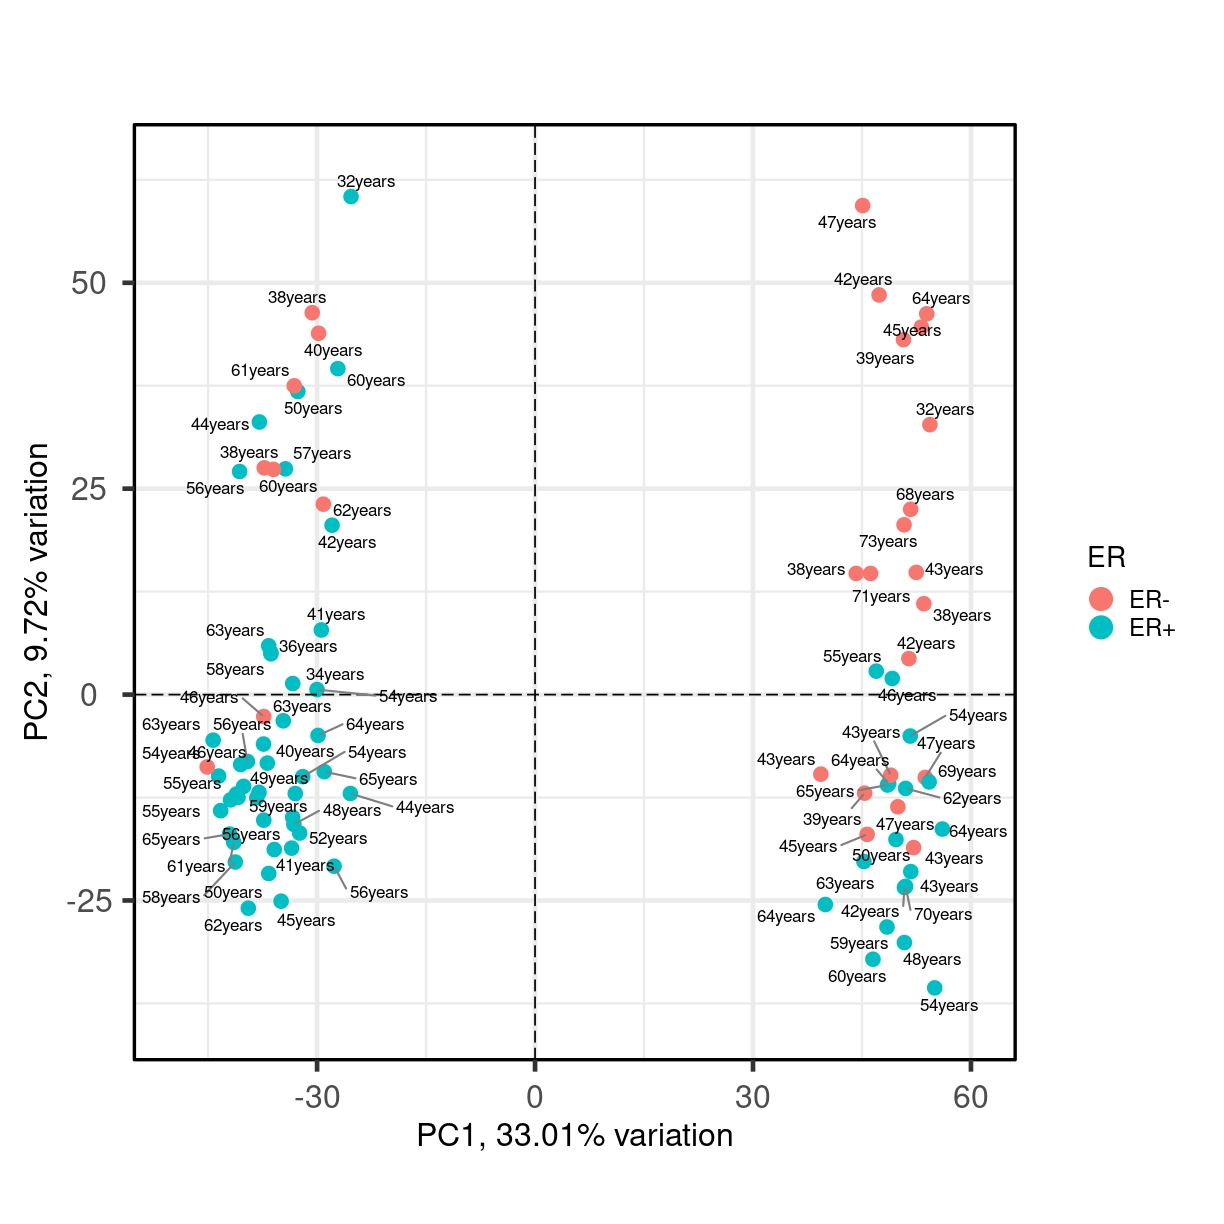 32years
47years
42years
38years
64years
45years
40years
39years
61years
60years
50years
32years
44years
38years
57years
56years
60years
68years
62years
73years
42years
38years
43years
71years
41years
38years
63years
36years
42years
55years
58years
34years
46years
54years
46years
63years
54years
63years
56years
64years
43years
47years
54years
46years
40years
54years
43years
64years
69years
55years
49years
65years
65years
62years
55years
59years
48years
44years
39years
47years
64years
65years
56years
52years
45years
50years
43years
61years
41years
63years
43years
58years
50years
56years
64years
42years
70years
62years
45years
59years
48years
60years
54years
50
25
0
-25
-30
0
30
60
PC1, 33.01% variation
PC2, 9.72% variation
ER
ER-
ER+